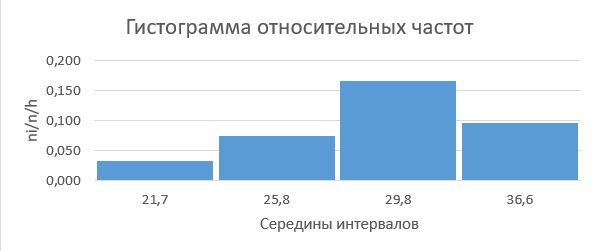 Гистограмма относительных частот
0,200
0,150
0,100
0,050
0,000
ni/n/h
21,7 25,8 29,8 36,6
Середины интервалов